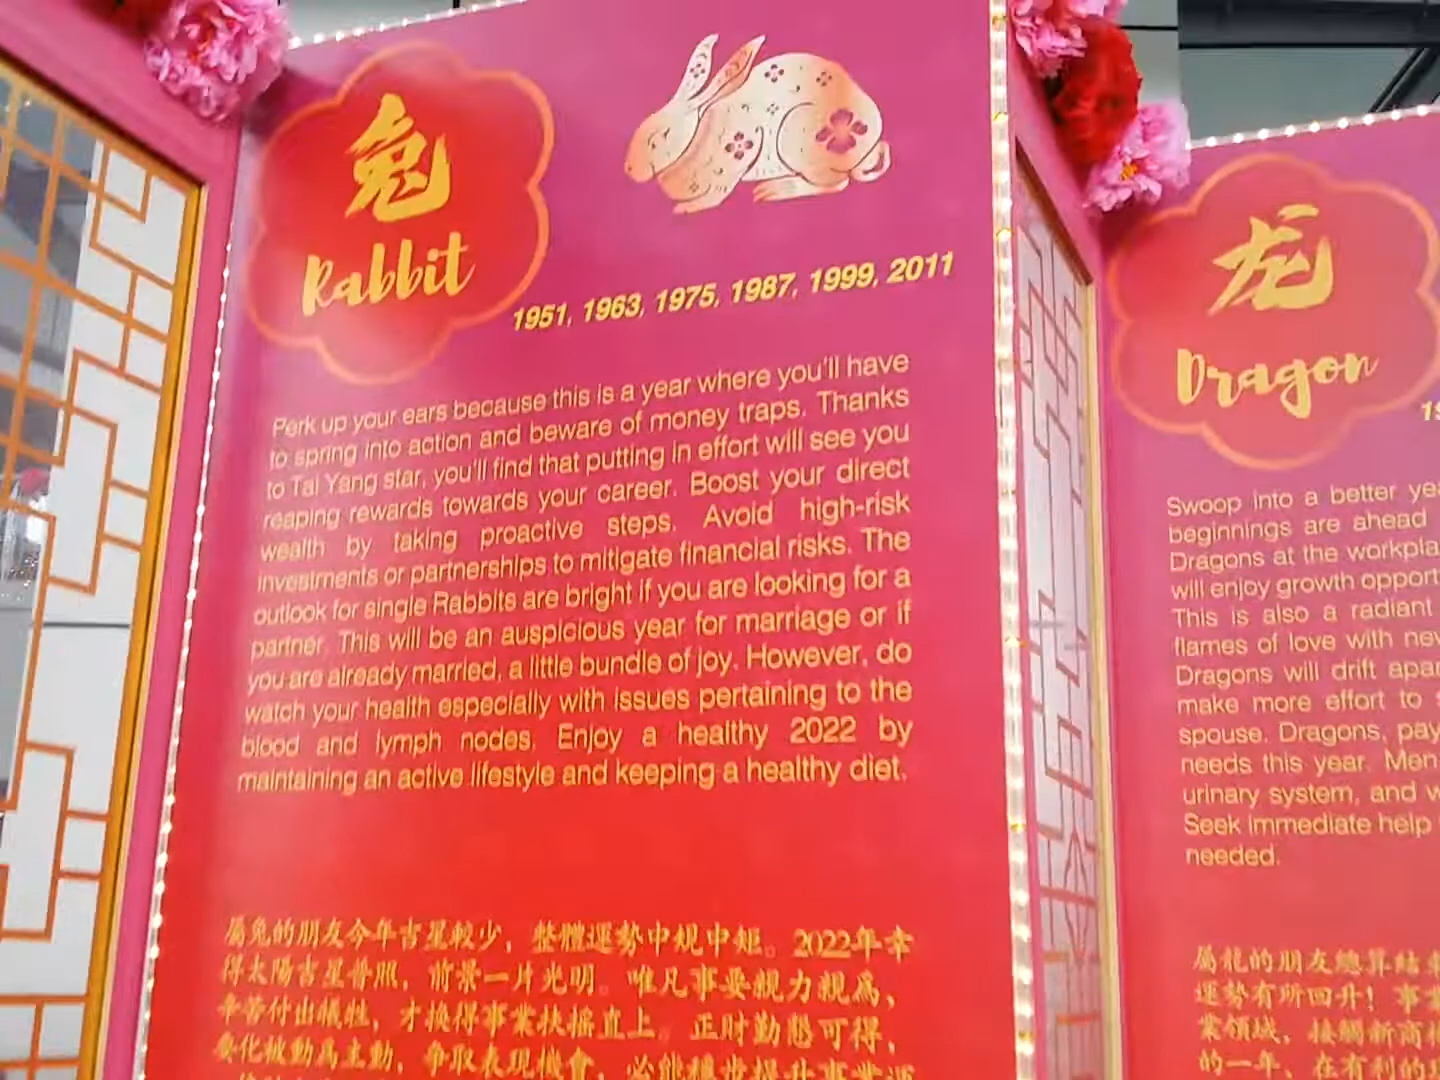 兔
Rabbit
1951, 1963, 1975, 1987, 1999, 2011
Perk up your ears because this is a year where you'll have
to spring into action and beware of money traps. Thanks
to Tai Yang star, you'll find that putting in effort will see you
reaping rewards towards your career. Boost your direct
wealth by taking proactive steps. Avoid high-risk
investments or partnerships to mitigate financial risks. The
outlook for single Rabbits are bright if you are looking for a
partner. This will be an auspicious year for marriage or if
you are already married, a little bundle of joy. However, do
watch your health especially with issues pertaining to the
blood and lymph nodes. Enjoy a healthy 2022 by
maintaining an active lifestyle and keeping a healthy diet.
屬兔的朋友今年吉星較少，整體運勢中規中矩。2022年幸
得太陽吉星普照，前景一片光明。唯凡事要親力親為，
辛苦付出犧牲，才換得事業扶搖直上。正財勤懇可得，
變化被動為主動，爭取表現機會，必能穩步提升事業運
龙
Dragon
Swoop into a better
beginnings are ahead
Dragons at the
will enjoy growth
This is also a radiant
flames of love with
Dragons will drift
make more effort to
spouse. Dragons, pay
needs this year. Men
urinary system, and
Seek immediate help
needed.
屬龍的朋友總算結
運勢有所回升！事
業領域，接觸新商
的一年，在有利的